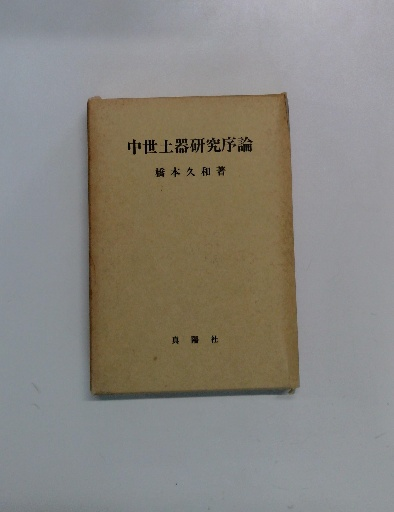 中世土器研究序論
橋本久和著
真陽社